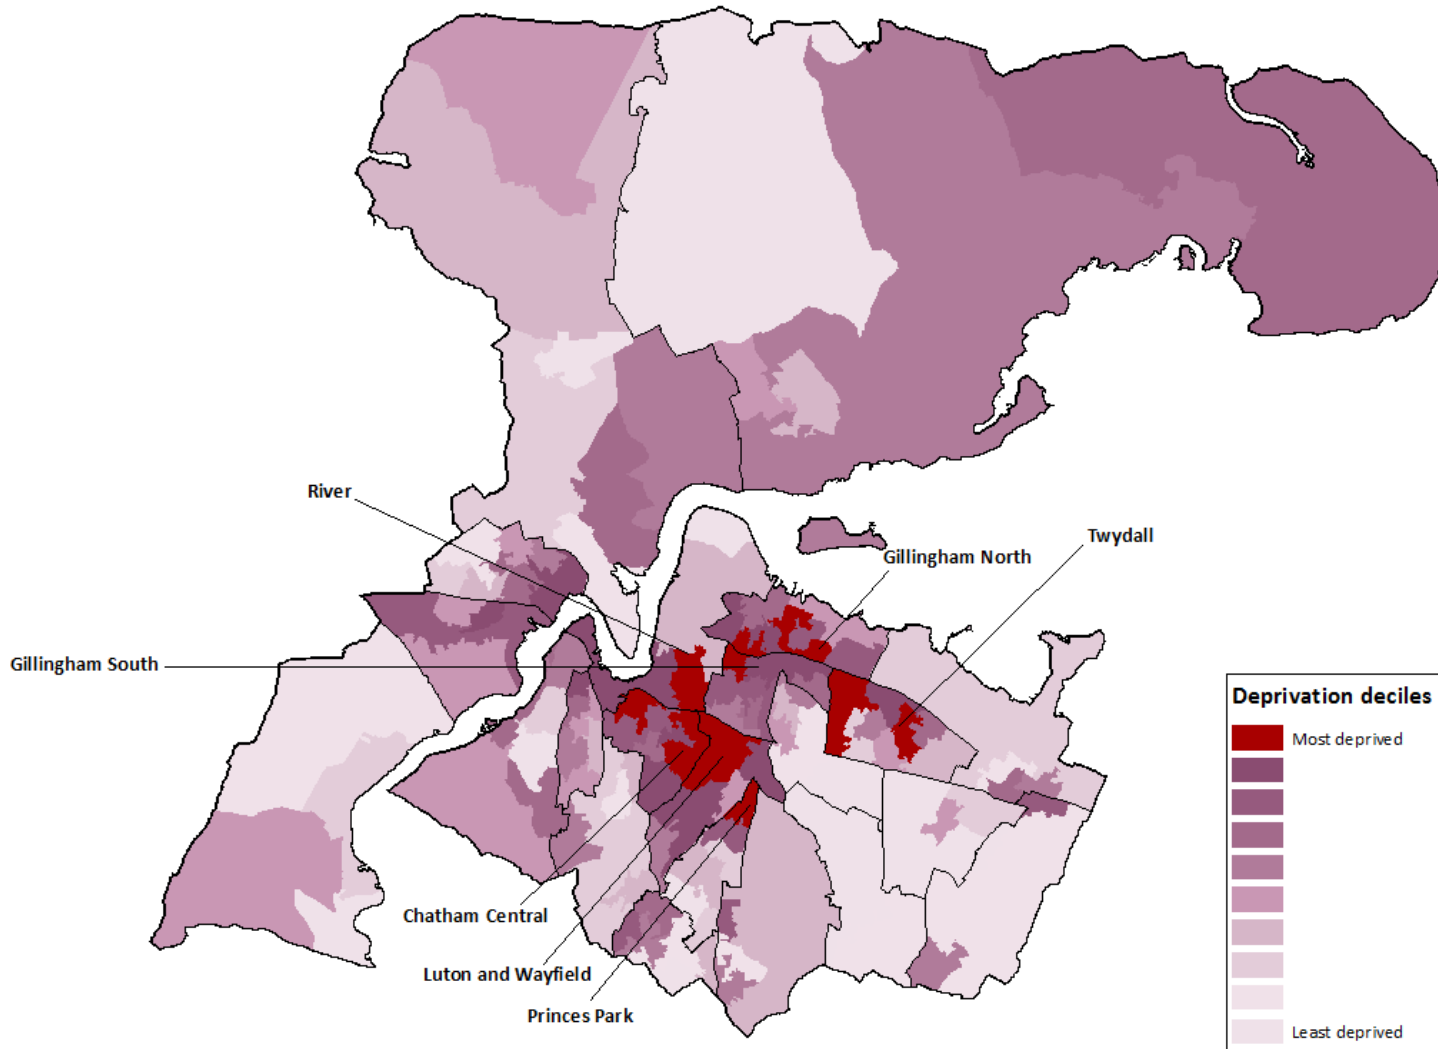 River
Twydall
Gillingham North
Gillingham South
Deprivation deciles
Most deprived
Chatham Central
Luton and Wayfield
Princes Park
Least deprived